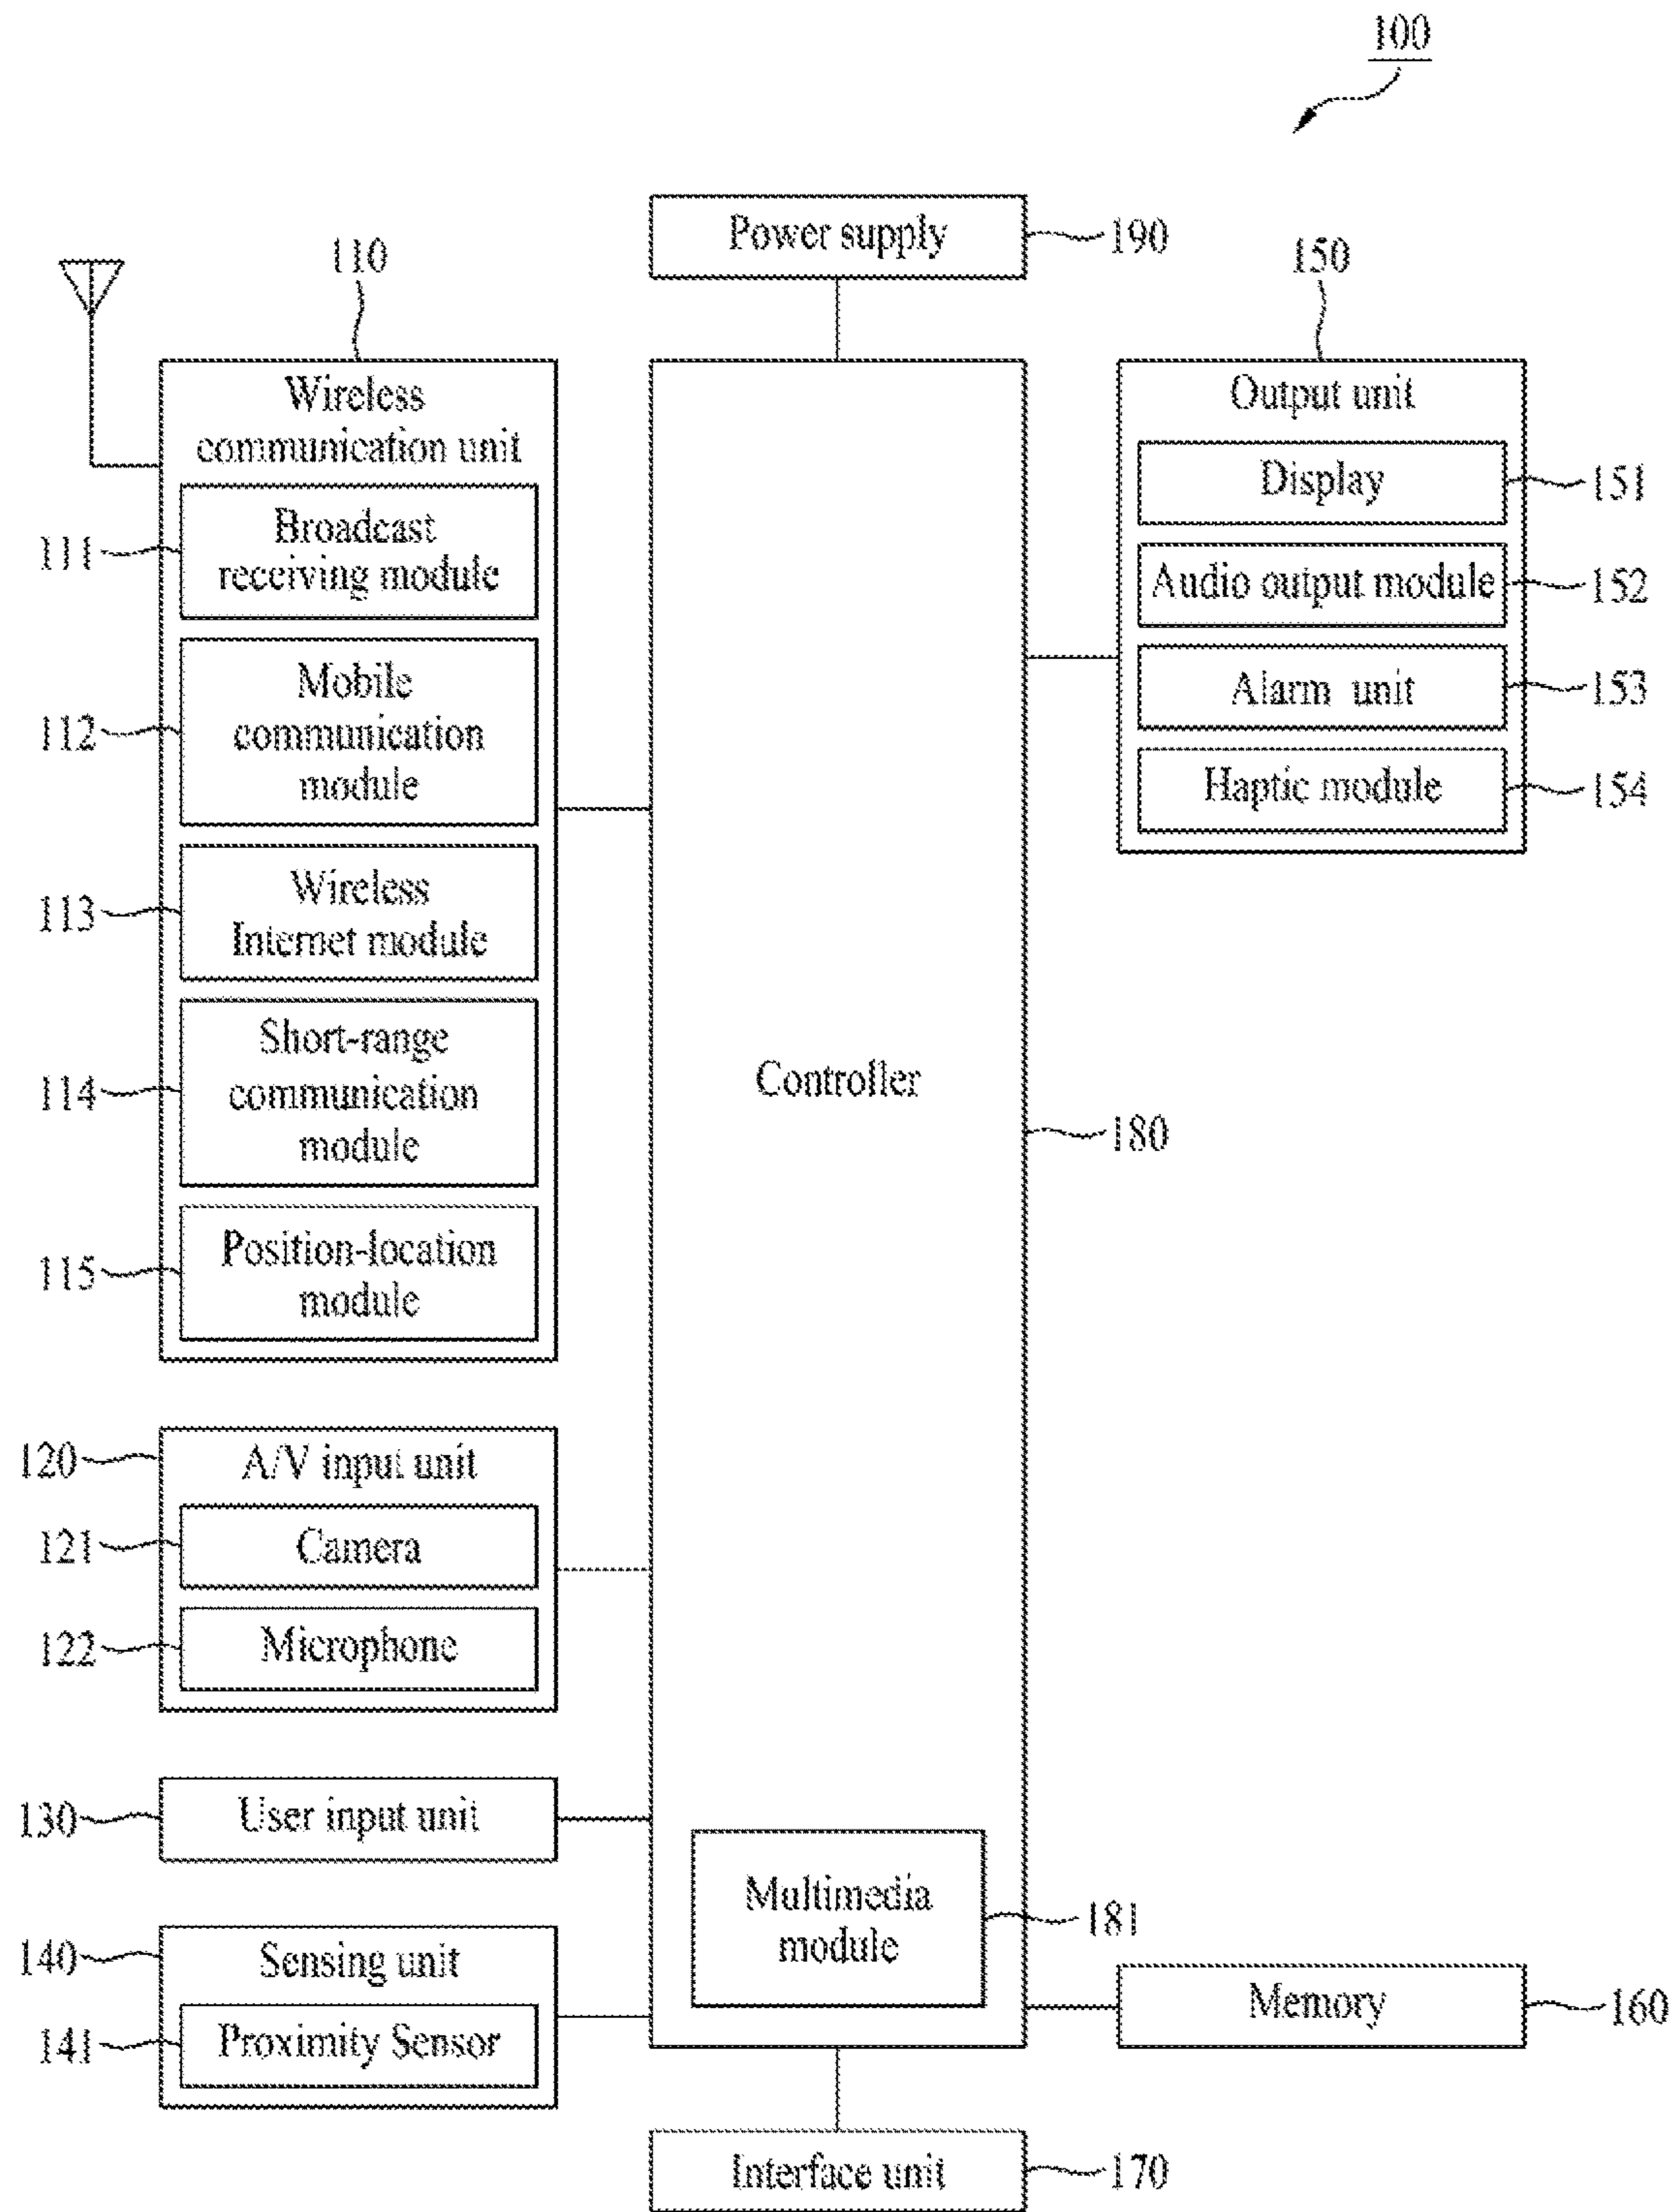 100
Power supply
190
110
150
Wireless
communication unit
Broadcast
receiving module
111
Mobile
communication
module
112
Wireless
Internet module
113
Short-range
communication
module
114
Position-location
module
115
Output unit
Display
151
Audio output module
152
Alarm unit
153
Haptic module
154
Controller
180
120
A/V input unit
121
Camera
122
Microphone
130
User input unit
Multimedia
module
181
140
Sensing unit
141
Proximity Sensor
Memory
160
Interface unit
170